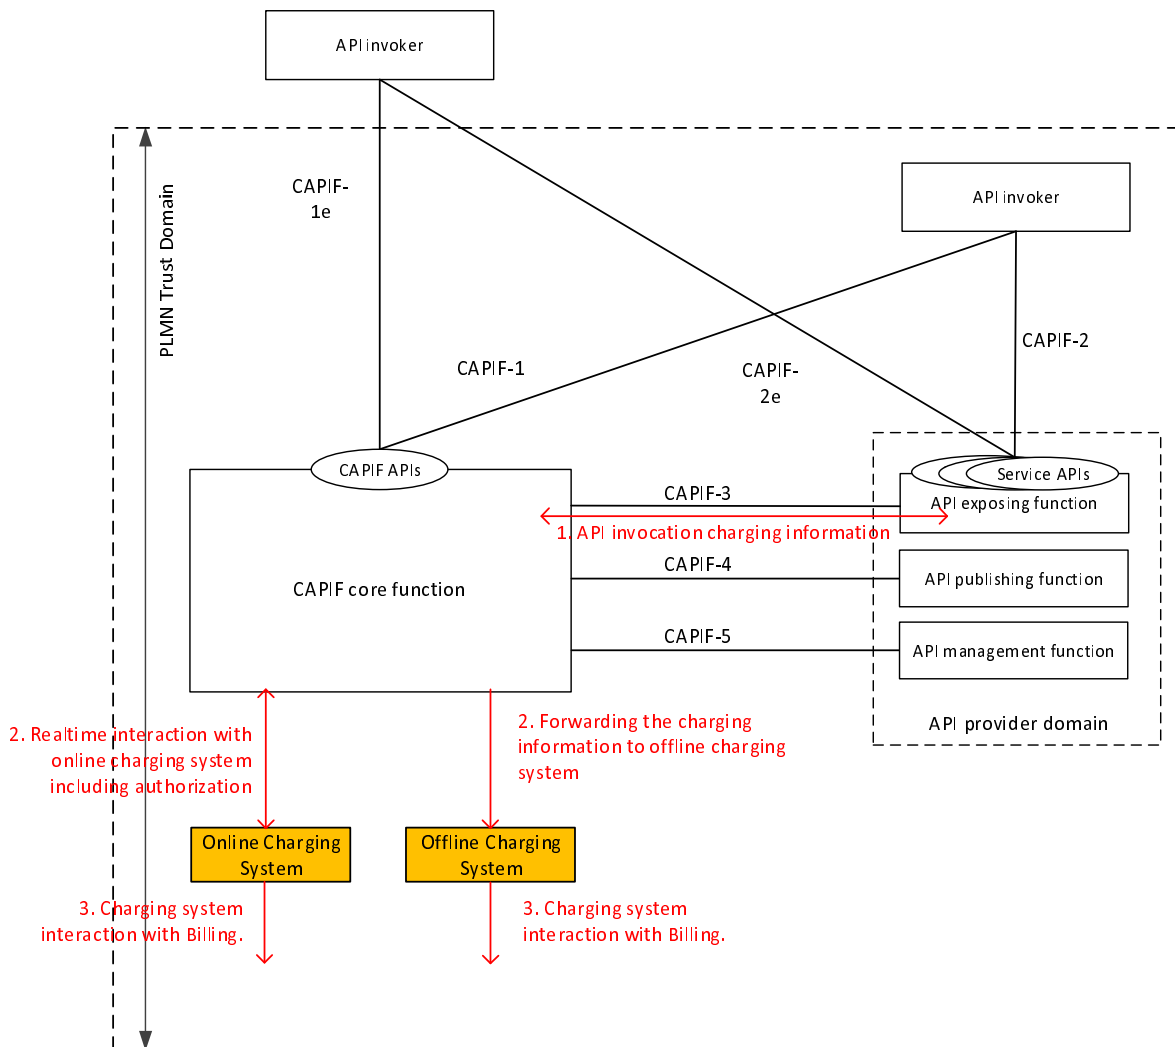 API invoker
API invoker
PLMN Trust Domain
CAPIF-
1e
CAPIF-1
CAPIF-
2e
CAPIF-2
CAPIF APIs
Service APIs
CAPIF-3
API exposing function
1. API invocation charging information
CAPIF-4
API publishing function
CAPIF core function
CAPIF-5
API management function
API provider domain
2. Realtime interaction with
online charging system
including authorization
2. Forwarding the charging
information to offline charging
system
Online Charging
System
Offline Charging
System
3. Charging system
interaction with Billing.
3. Charging system
interaction with Billing.